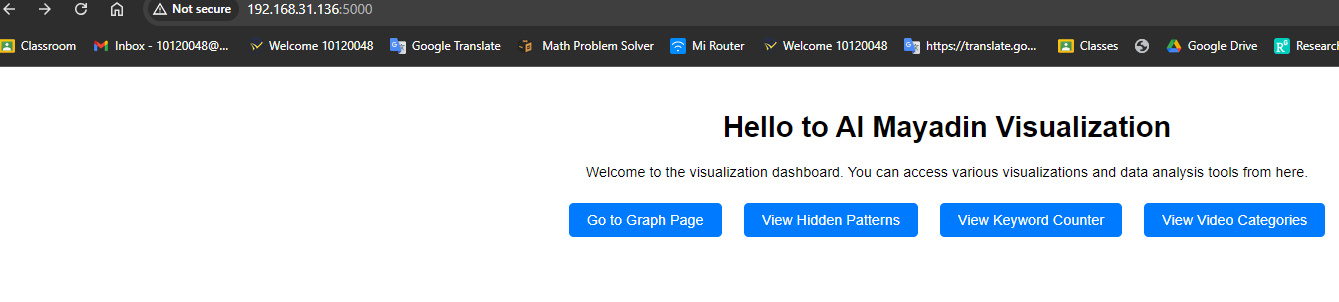 Not secure 192.168.31.136:5000
Classroom Inbox - 10120048@... Welcome 10120048 Google Translate Math Problem Solver Mi Router Welcome 10120048 https://translate.go... Classes Google Drive R⁶ Research
Hello to Al Mayadin Visualization
Welcome to the visualization dashboard. You can access various visualizations and data analysis tools from here.
Go to Graph Page View Hidden Patterns View Keyword Counter View Video Categories